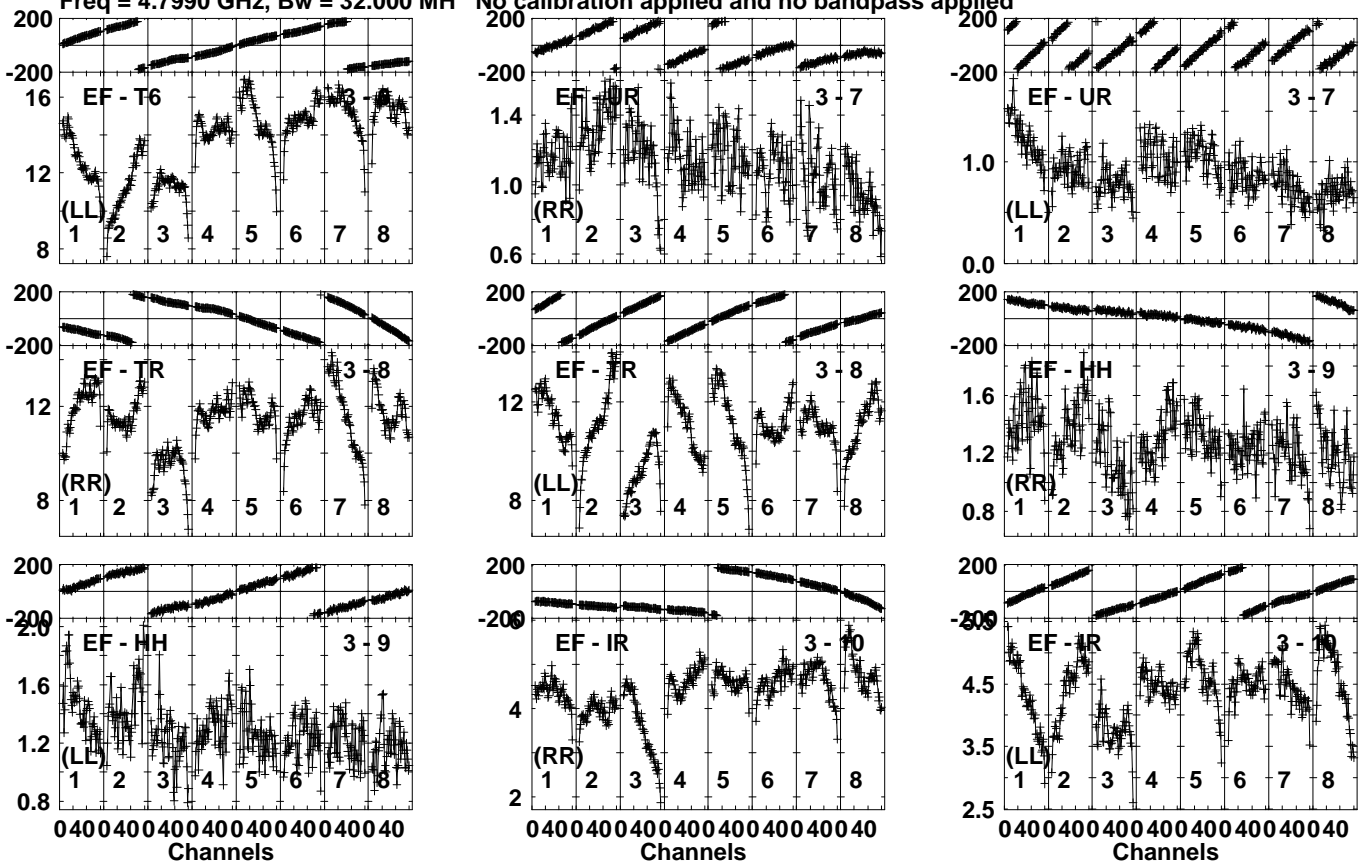 Freq = 4.7990 GHz, Bw = 32.000 MH No calibration applied and no bandpass applied
200 200 200
-200 -200 -200
16 EF - T6 EF - UR 3 - 7 EF - UR 3 - 7
1.4
12 1.0 1.0
(LL) (RR) (LL)
1 2 3 4 5 6 7 8 1 2 3 4 5 6 7 8 1 2 3 4 5 6 7 8
8 0.6 0.0
200 200 200
-200 -200 -200
EF - TR 3 - 8 EF - TR 3 - 8 EF - HH 3 - 9
12 12 1.6
1.2
(RR) (LL) (RR)
8 1 2 3 4 5 6 7 8 8 1 2 3 4 5 6 7 8 0.8 1 2 3 4 5 6 7 8
200 200 200
-200 -200 -200
2.0 EF - HH 3 - 9 6 EF - IR 3 - 10 5.5 EF - IR 3 - 10
1.6 4 4.5
1.2 3.5
(LL) (RR) (LL)
1 2 3 4 5 6 7 8 1 2 3 4 5 6 7 8 1 2 3 4 5 6 7 8
0.8 2 2.5
0 40 0 40 0 40 0 40 0 40 0 40 0 40 0 40 0 40 0 40 0 40 0 40 0 40 0 40 0 40 0 40 0 40 0 40 0 40 0 40 0 40 0 40 0 40 0 40
Channels Channels Channels